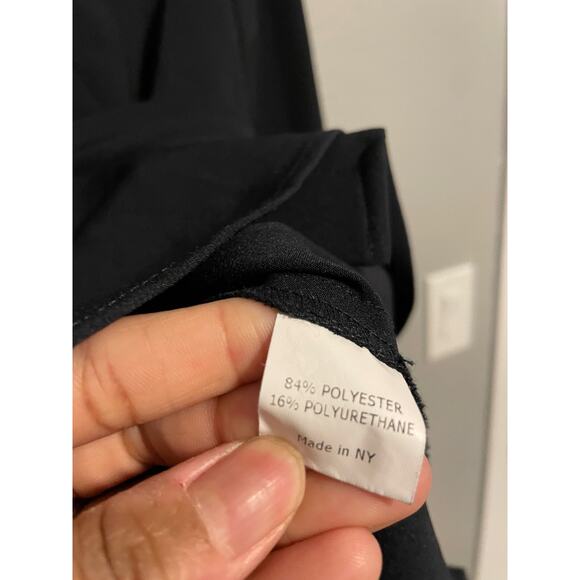 84% POLYESTER
16% POLYURETHANE
Made in NY